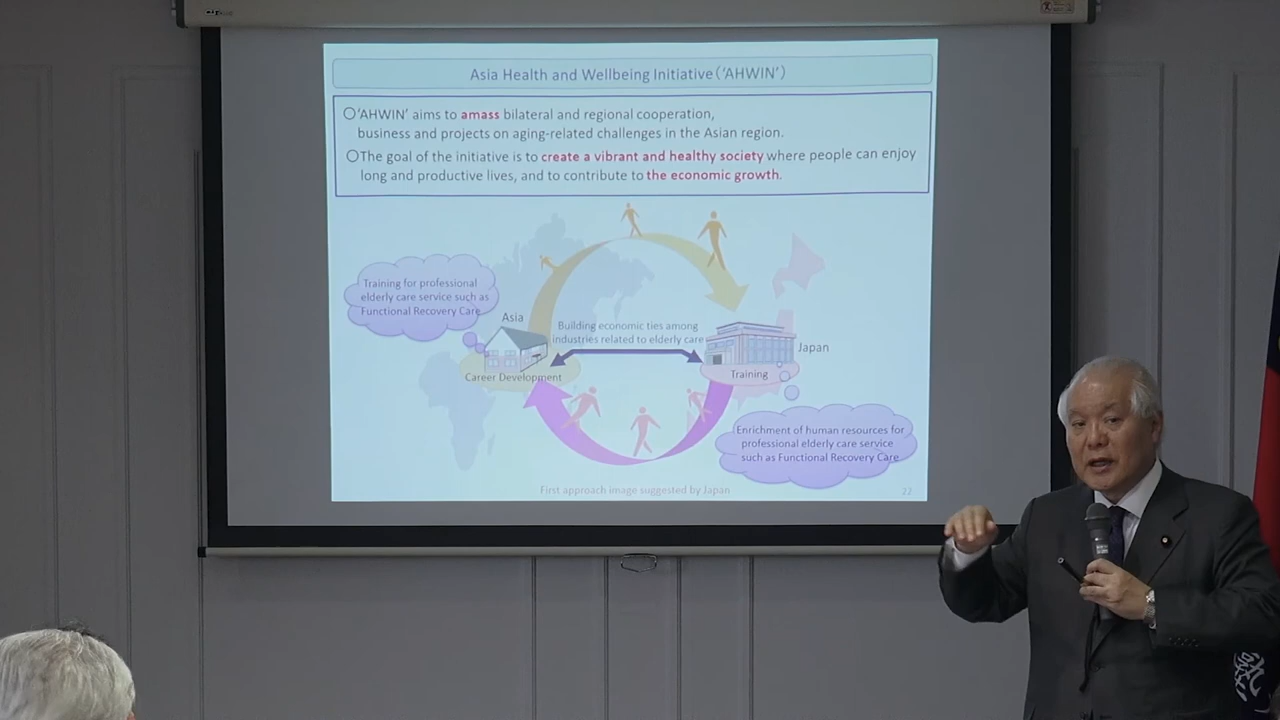 Asia Health and Wellbeing Initiative(‘AHWIN’)
○‘AHWIN’ aims to amass bilateral and regional cooperation,
business and projects on aging-related challenges in the Asian region.
○The goal of the initiative is to create a vibrant and healthy society where people can enjoy
long and productive lives, and to contribute to the economic growth.
Training for professional
elderly care service such as
Functional Recovery Care
Asia
Building economic ties among
industries related to elderly care
Japan
Career Development
Training
Enrichment of human resources for
professional elderly care service
such as Functional Recovery Care
First approach image suggested by Japan
22